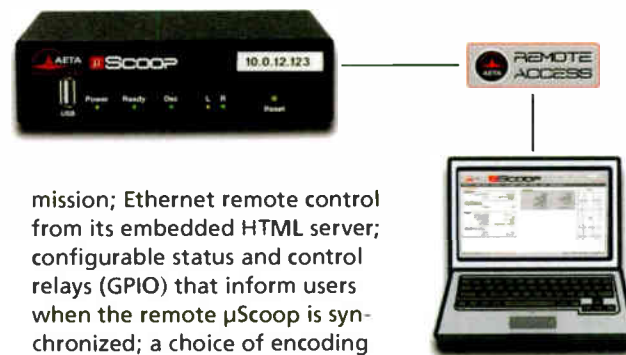 AETA µSCOOP 10.0.12.123
USB Power Ready Dec L R Reset
AETA REMOTE ACCESS
mission; Ethernet remote control
from its embedded HTML server;
configurable status and control
relays (GPIO) that inform users
when the remote µScoop is syn-
chronized; a choice of encoding